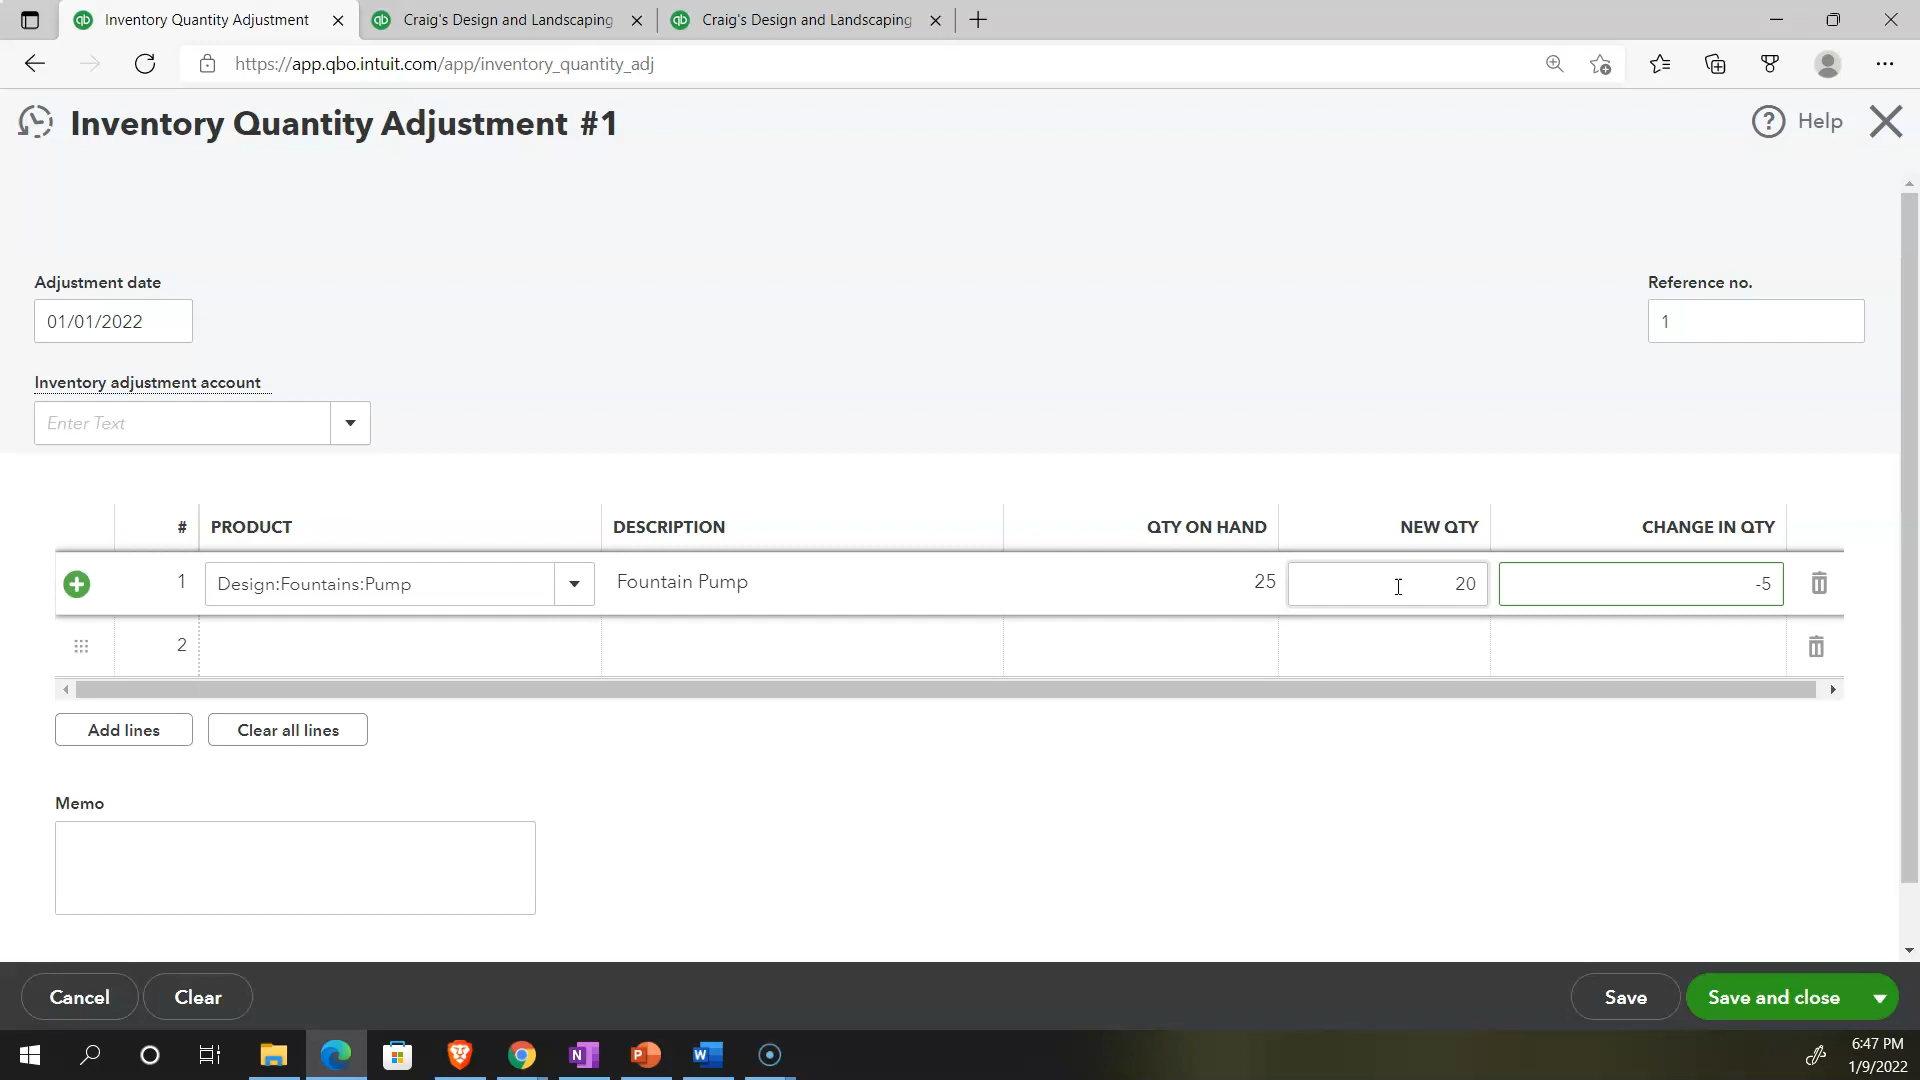 Inventory Quantity Adjustment
Craig's Design and Landscaping
Craig's Design and Landscaping
https://app.qbo.intuit.com/app/inventory_quantity_adj
Inventory Quantity Adjustment #1
Help
Adjustment date
Reference no.
01/01/2022
1
Inventory adjustment account
Enter Text
# PRODUCT DESCRIPTION QTY ON HAND NEW QTY CHANGE IN QTY
1 Design:Fountains:Pump Fountain Pump 25 20 -5
2
Add lines Clear all lines
Memo
Cancel Clear Save Save and close
6:47 PM
1/9/2022